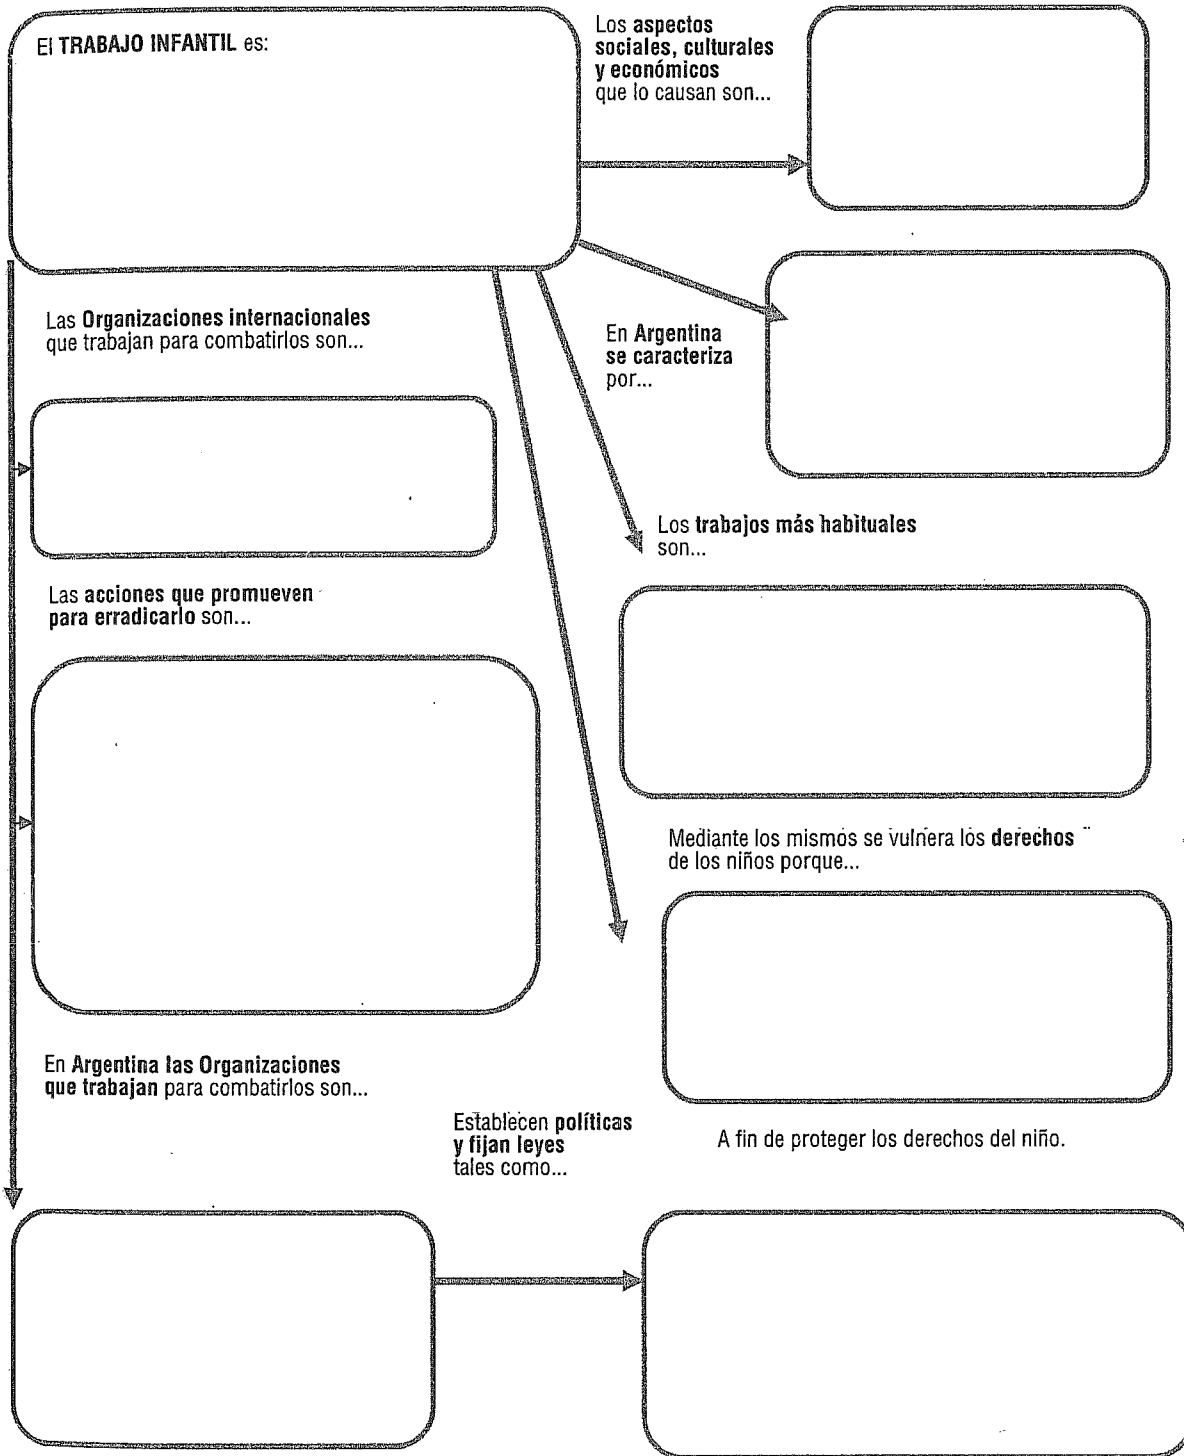 El TRABAJO INFANTIL es:
Los aspectos
sociales, culturales
y económicos
que lo causan son...
Las Organizaciones internacionales
que trabajan para combatirlos son...
En Argentina
se caracteriza
por...
Los trabajos más habituales
son...
Las acciones que promueven
para erradicarlo son...
Mediante los mismos se vulnera los derechos
de los niños porque...
En Argentina las Organizaciones
que trabajan para combatirlos son...
Establecen políticas
y fijan leyes
tales como...
A fin de proteger los derechos del niño.